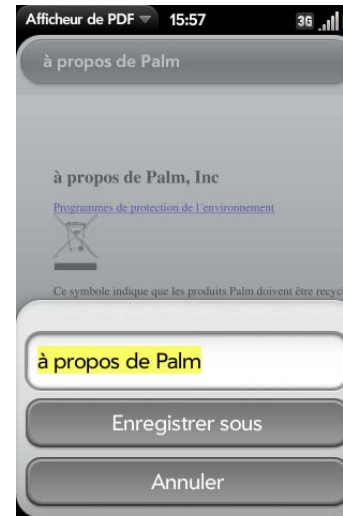 Afficheur de PDF 15:57 3G
à propos de Palm
à propos de Palm, Inc
Programmes de protection de l'environnement
Ce symbole indique que les produits Palm doivent être recyc
à propos de Palm
Enregistrer sous
Annuler